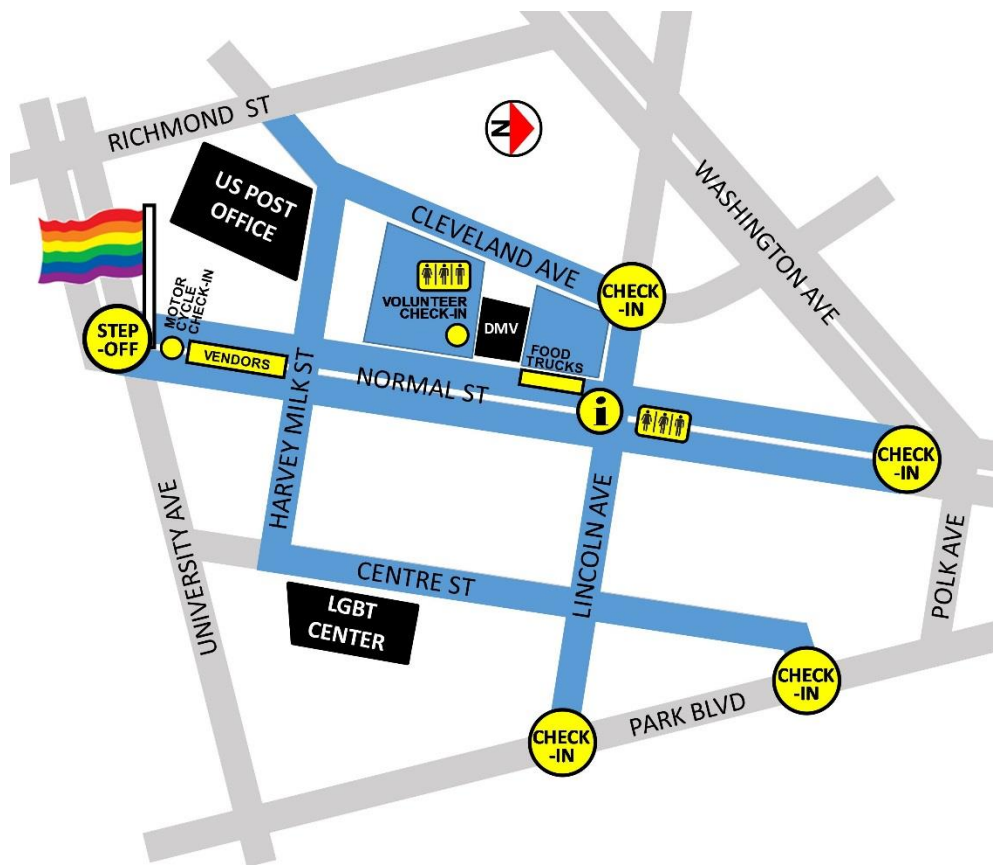 RICHMOND ST
N
US POST
OFFICE
WASHINGTON AVE
CLEVELAND AVE
CHECK
-IN
VOLUNTEER
CHECK-IN
MOTOR
CYCLE
CHECK-IN
STEP
-OFF
VENDORS
DMV
FOOD
TRUCKS
NORMAL ST
i
HARVEY MILK ST
CHECK
-IN
UNIVERSITY AVE
LINCOLN AVE
POLK AVE
CENTRE ST
LGBT
CENTER
CHECK
-IN
PARK BLVD
CHECK
-IN